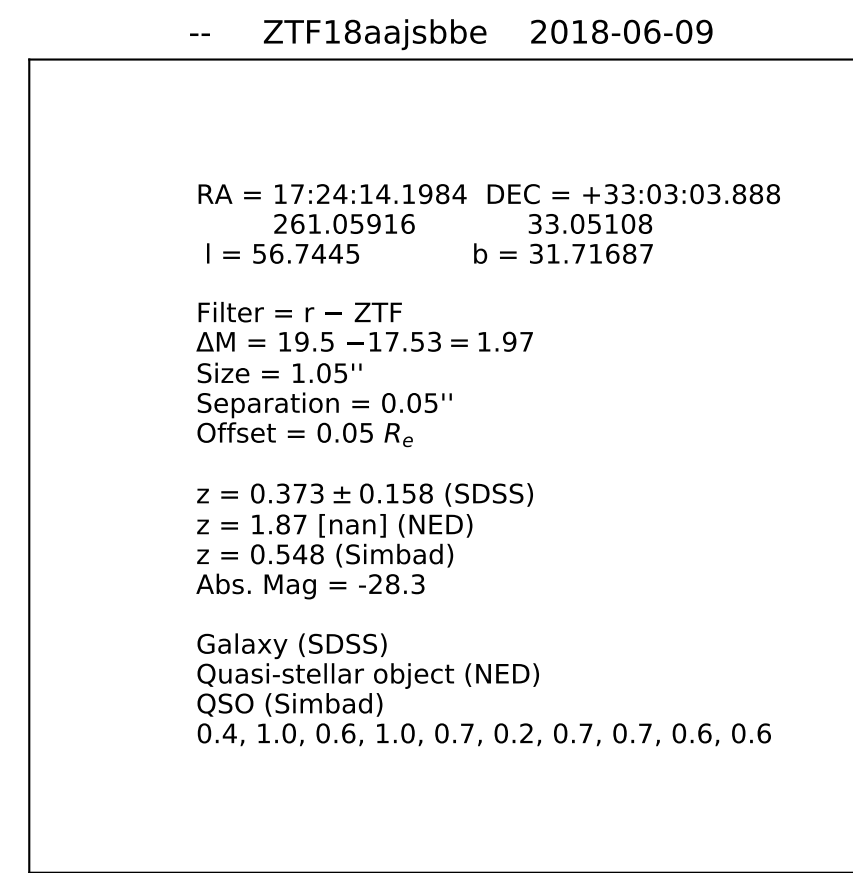 -- ZTF18aajsbbe 2018-06-09
RA = 17:24:14.1984 DEC = +33:03:03.888
261.05916 33.05108
l = 56.7445 b = 31.71687
Filter = r − ZTF
ΔM = 19.5 −17.53 = 1.97
Size = 1.05''
Separation = 0.05''
Offset = 0.05 Re
z = 0.373 ± 0.158 (SDSS)
z = 1.87 [nan] (NED)
z = 0.548 (Simbad)
Abs. Mag = -28.3
Galaxy (SDSS)
Quasi-stellar object (NED)
QSO (Simbad)
0.4, 1.0, 0.6, 1.0, 0.7, 0.2, 0.7, 0.7, 0.6, 0.6